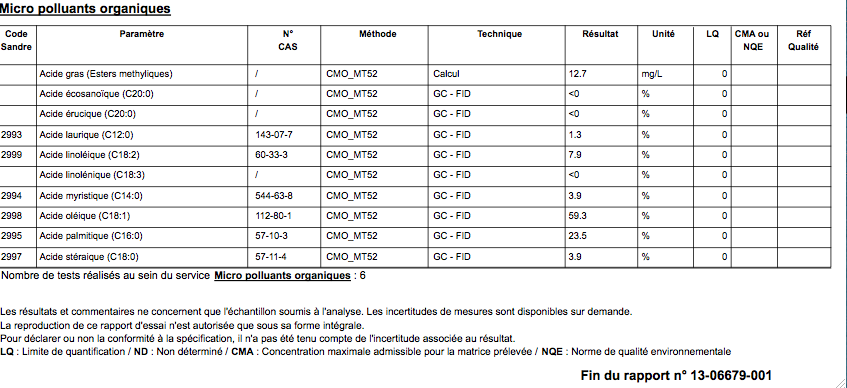 Micro polluants organiques
Code Sandre Paramètre N° CAS Méthode Technique Résultat Unité LQ CMA ou NQE Réf Qualité
Acide gras (Esters methyliques) / CMO_MT52 Calcul 12.7 mg/L 0
Acide écosanoïque (C20:0) / CMO_MT52 GC - FID <0 % 0
Acide érucique (C20:0) / CMO_MT52 GC - FID <0 % 0
2993 Acide laurique (C12:0) 143-07-7 CMO_MT52 GC - FID 1.3 % 0
2999 Acide linoléique (C18:2) 60-33-3 CMO_MT52 GC - FID 7.9 % 0
Acide linolénique (C18:3) / CMO_MT52 GC - FID <0 % 0
2994 Acide myristique (C14:0) 544-63-8 CMO_MT52 GC - FID 3.9 % 0
2998 Acide oléique (C18:1) 112-80-1 CMO_MT52 GC - FID 59.3 % 0
2995 Acide palmitique (C16:0) 57-10-3 CMO_MT52 GC - FID 23.5 % 0
2997 Acide stéraique (C18:0) 57-11-4 CMO_MT52 GC - FID 3.9 % 0
Nombre de tests réalisés au sein du service Micro polluants organiques : 6
Les résultats et commentaires ne concernent que l'échantillon soumis à l'analyse. Les incertitudes de mesures sont disponibles sur demande.
La reproduction de ce rapport d'essai n'est autorisée que sous sa forme intégrale.
Pour déclarer ou non la conformité à la spécification, il n'a pas été tenu compte de l'incertitude associée au résultat.
LQ : Limite de quantification / ND : Non déterminé / CMA : Concentration maximale admissible pour la matrice prélevée / NQE : Norme de qualité environnementale
Fin du rapport n° 13-06679-001